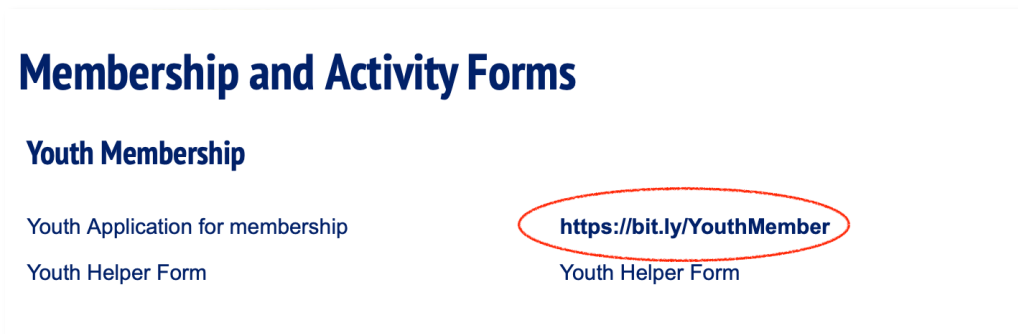 Membership and Activity Forms
Youth Membership
Youth Application for membership https://bit.ly/YouthMember
Youth Helper Form Youth Helper Form